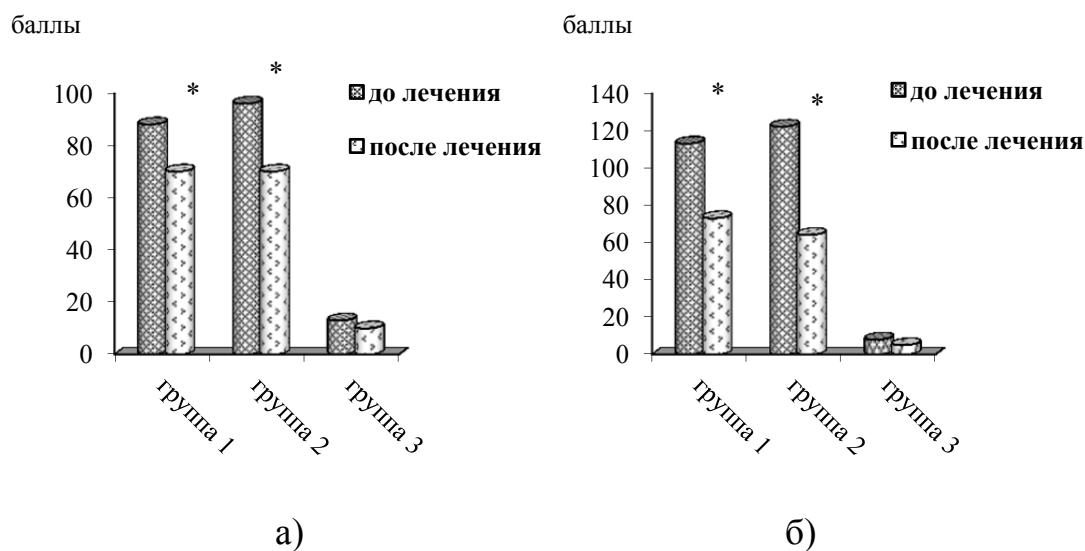 баллы
*
*
100
80
60
40
20
0
до лечения
после лечения
группа 1
группа 2
группа 3
а)
баллы
*
*
140
120
100
80
60
40
20
0
до лечения
после лечения
группа 1
группа 2
группа 3
б)